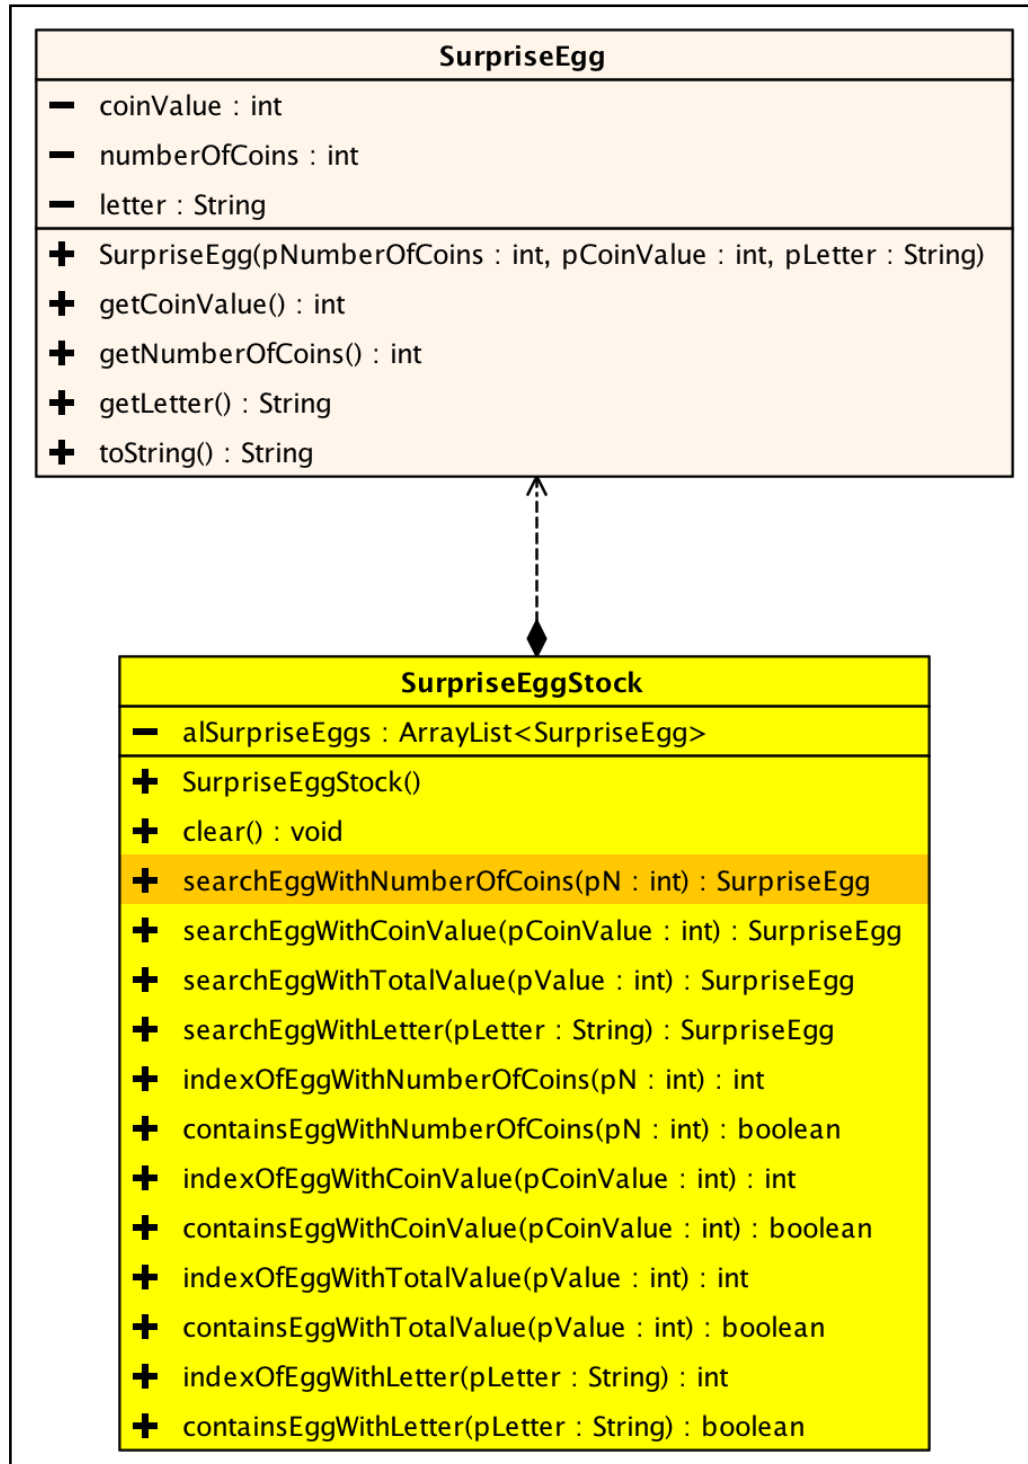 SurpriseEgg
− coinValue : int
− numberOfCoins : int
− letter : String
+ SurpriseEgg(pNumberOfCoins : int, pCoinValue : int, pLetter : String)
+ getCoinValue() : int
+ getNumberOfCoins() : int
+ getLetter() : String
+ toString() : String
SurpriseEggStock
− alSurpriseEggs : ArrayList<SurpriseEgg>
+ SurpriseEggStock()
+ clear() : void
+ searchEggWithNumberOfCoins(pN : int) : SurpriseEgg
+ searchEggWithCoinValue(pCoinValue : int) : SurpriseEgg
+ searchEggWithTotalValue(pValue : int) : SurpriseEgg
+ searchEggWithLetter(pLetter : String) : SurpriseEgg
+ indexOfEggWithNumberOfCoins(pN : int) : int
+ containsEggWithNumberOfCoins(pN : int) : boolean
+ indexOfEggWithCoinValue(pCoinValue : int) : int
+ containsEggWithCoinValue(pCoinValue : int) : boolean
+ indexOfEggWithTotalValue(pValue : int) : int
+ containsEggWithTotalValue(pValue : int) : boolean
+ indexOfEggWithLetter(pLetter : String) : int
+ containsEggWithLetter(pLetter : String) : boolean